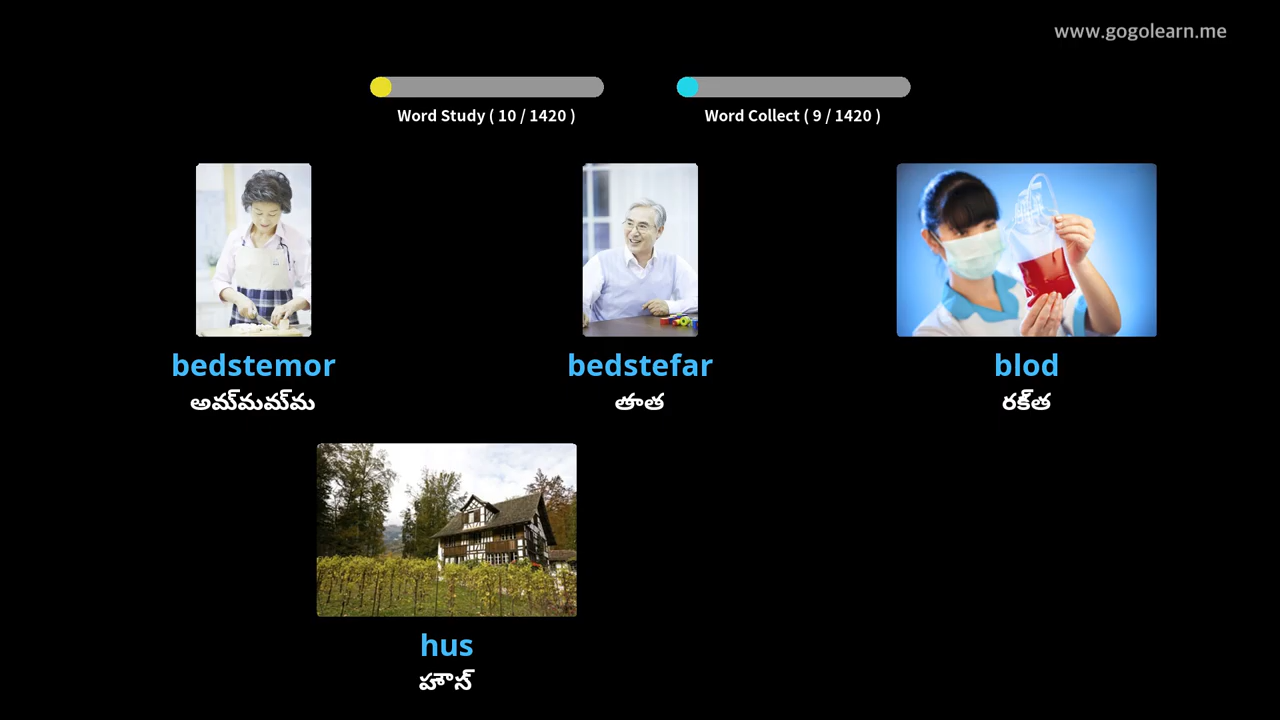 www.gogolearn.me
Word Study ( 10 / 1420 )
Word Collect ( 9 / 1420 )
bedstemor
bedstefar
blod
అమ్మమ్మ
తాత
రక్త
hus
హౌస్